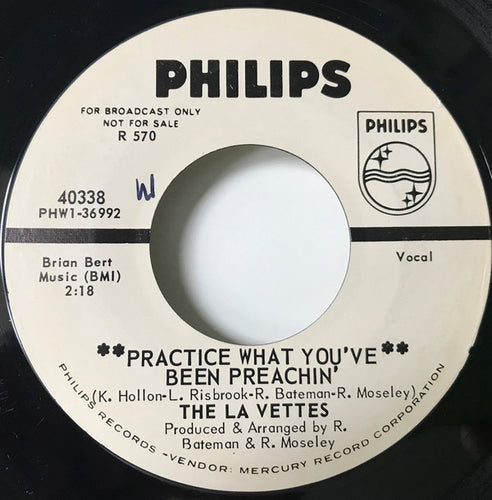 PHILIPS
FOR BROADCAST ONLY
NOT FOR SALE
R 570
PHILIPS
40338
PHW1-36992
W
Brian Bert
Music (BMI)
2:18
Vocal
**PRACTICE WHAT YOU'VE**
BEEN PREACHIN'
(K. Hollon-L. Risbrook-R. Bateman-R. Moseley)
THE LA VETTES
Produced & Arranged by R.
Bateman & R. Moseley
PHILIPS RECORDS -VENDOR: MERCURY RECORD CORPORATION